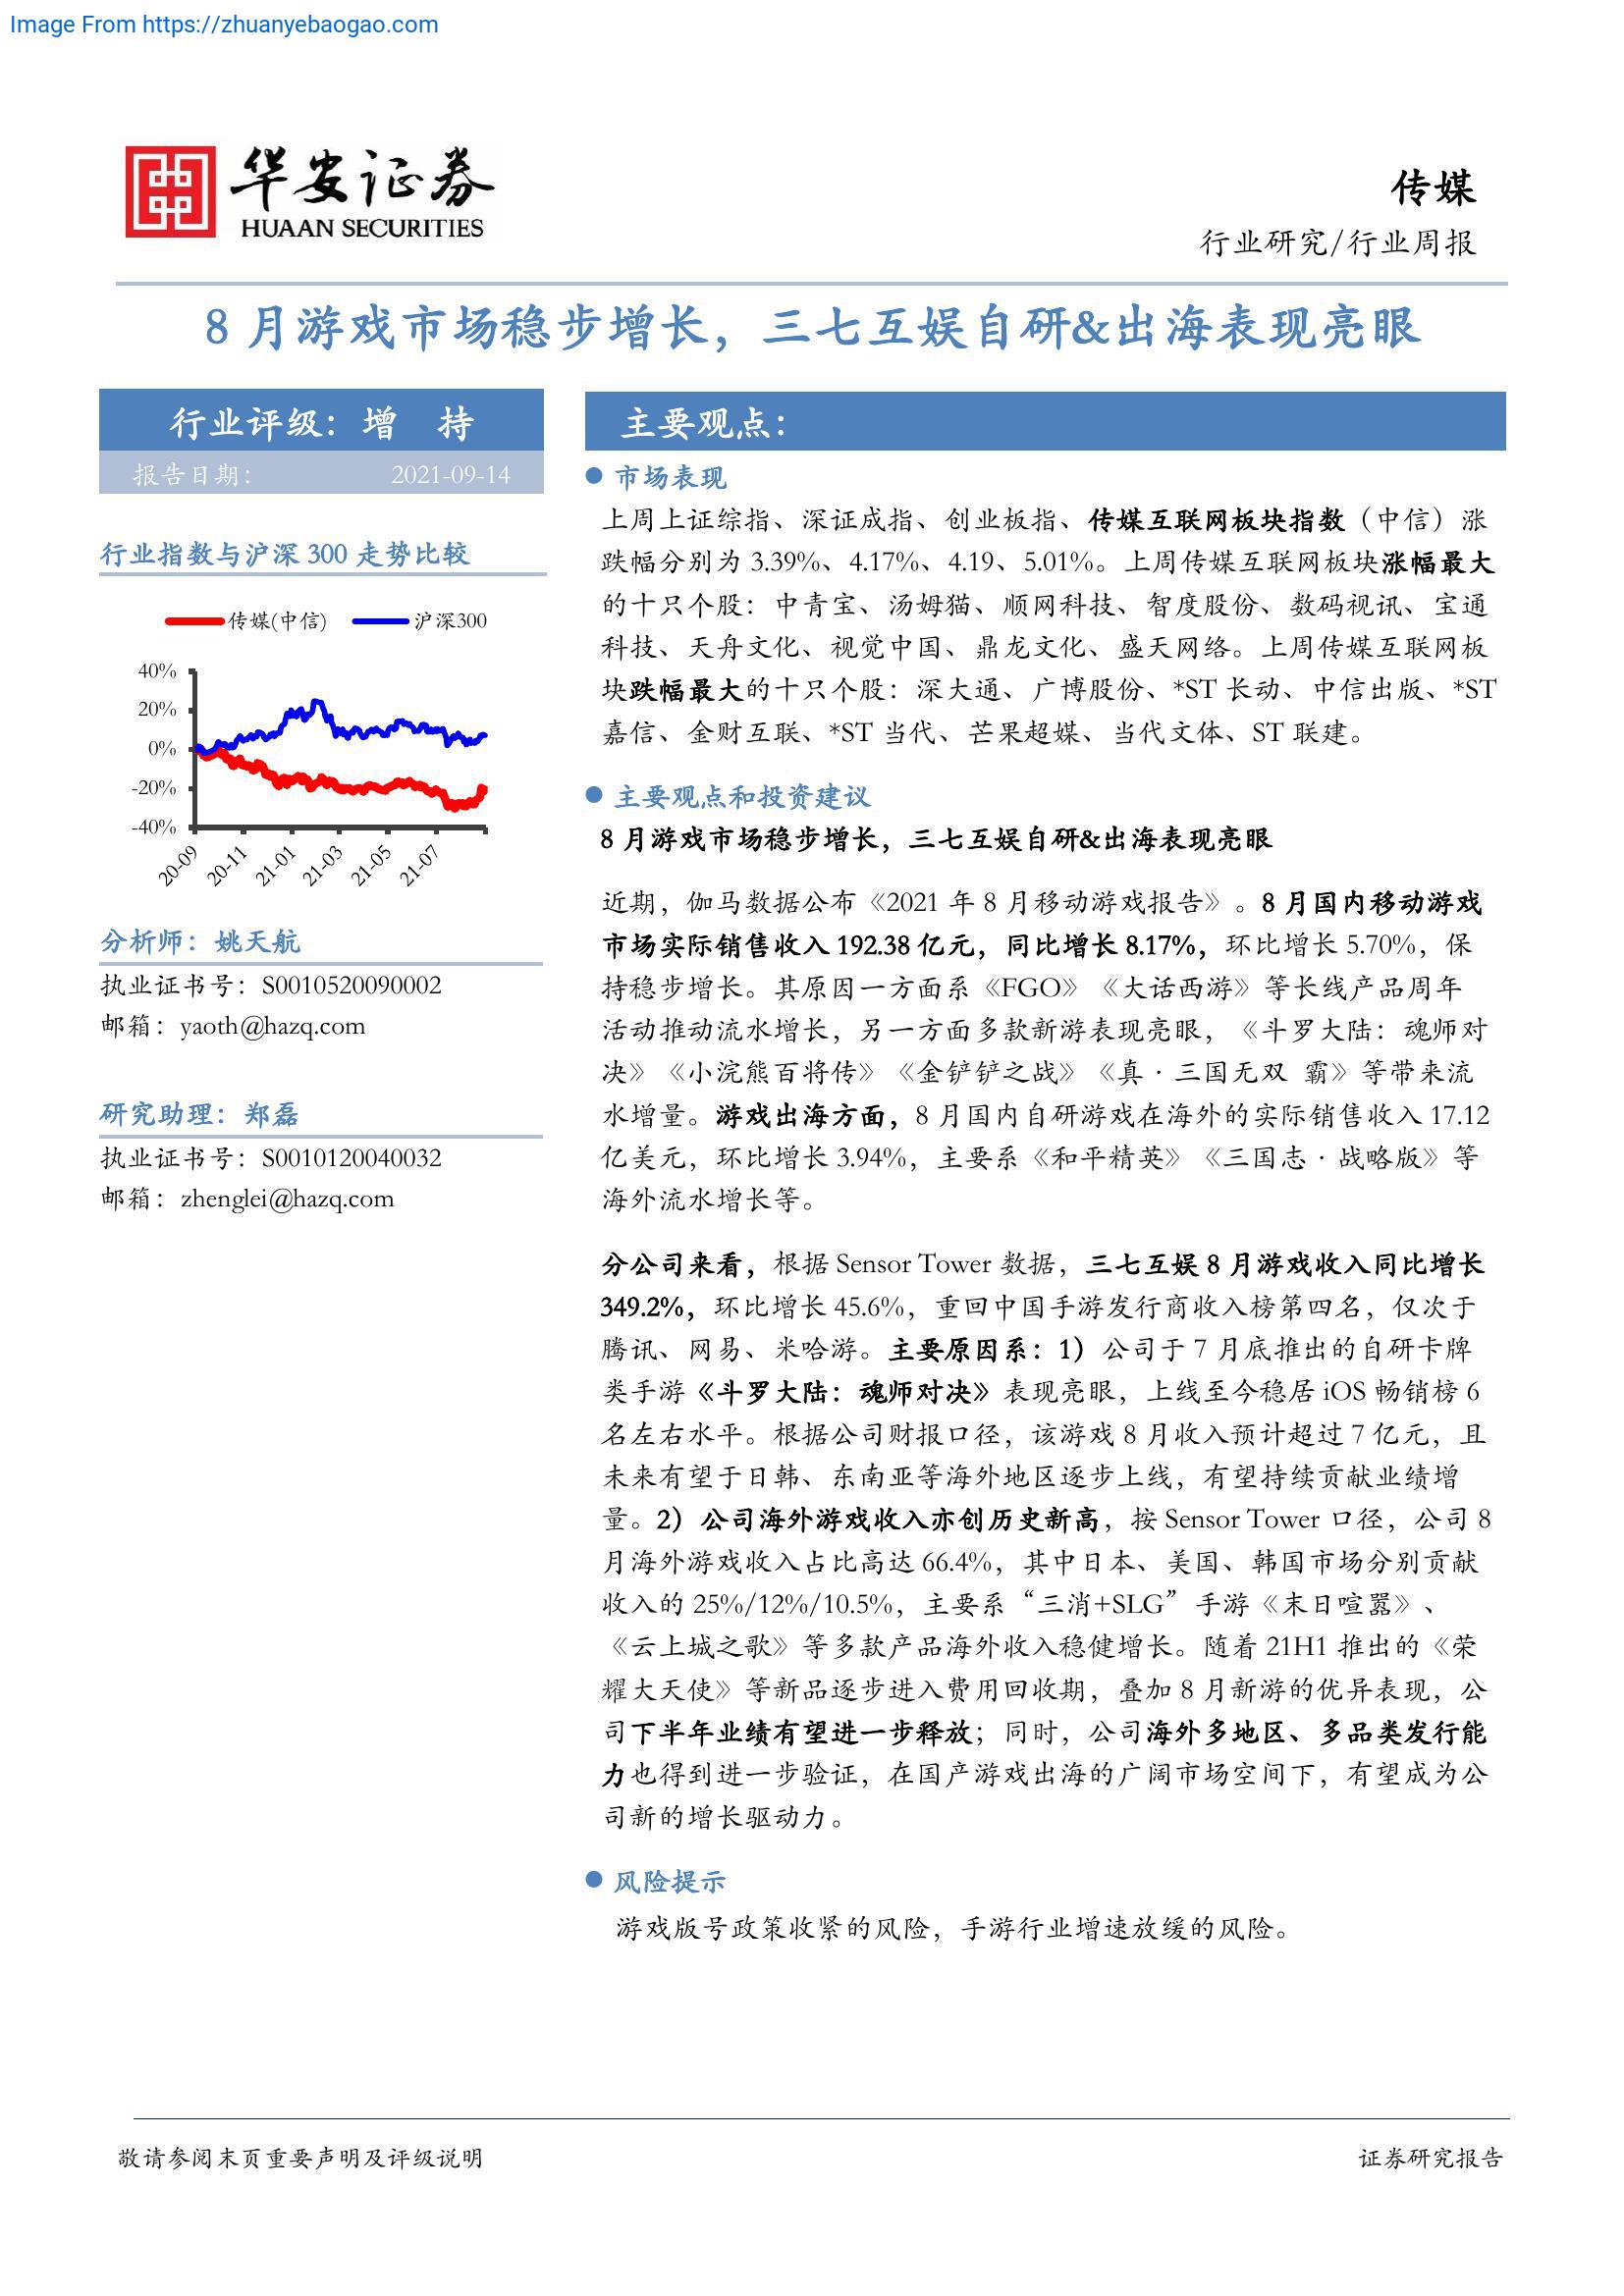 Image From https://zhuanyebaogao.com
华安证券
HUAAN SECURITIES
传媒
行业研究/行业周报
8 月游戏市场稳步增长，三七互娱自研&出海表现亮眼
行业评级：增 持
报告日期： 2021-09-14
行业指数与沪深 300 走势比较
传媒(中信) 沪深300
40%
20%
0%
-20%
-40%
20-09 20-11 21-01 21-03 21-05 21-07
分析师：姚天航
执业证书号：S0010520090002
邮箱：yaoth@hazq.com
研究助理：郑磊
执业证书号：S0010120040032
邮箱：zhenglei@hazq.com
主要观点：
市场表现
上周上证综指、深证成指、创业板指、传媒互联网板块指数（中信）涨
跌幅分别为 3.39%、4.17%、4.19、5.01%。上周传媒互联网板块涨幅最大
的十只个股：中青宝、汤姆猫、顺网科技、智度股份、数码视讯、宝通
科技、天舟文化、视觉中国、鼎龙文化、盛天网络。上周传媒互联网板
块跌幅最大的十只个股：深大通、广博股份、*ST 长动、中信出版、*ST
嘉信、金财互联、*ST 当代、芒果超媒、当代文体、ST 联建。
主要观点和投资建议
8 月游戏市场稳步增长，三七互娱自研&出海表现亮眼
近期，伽马数据公布《2021 年 8 月移动游戏报告》。8 月国内移动游戏
市场实际销售收入 192.38 亿元，同比增长 8.17%，环比增长 5.70%，保
持稳步增长。其原因一方面系《FGO》《大话西游》等长线产品周年
活动推动流水增长，另一方面多款新游表现亮眼，《斗罗大陆：魂师对
决》《小浣熊百将传》《金铲铲之战》《真·三国无双 霸》等带来流
水增量。游戏出海方面，8 月国内自研游戏在海外的实际销售收入 17.12
亿美元，环比增长 3.94%，主要系《和平精英》《三国志·战略版》等
海外流水增长等。
分公司来看，根据 Sensor Tower 数据，三七互娱 8 月游戏收入同比增长
349.2%，环比增长 45.6%，重回中国手游发行商收入榜第四名，仅次于
腾讯、网易、米哈游。主要原因系：1）公司于 7 月底推出的自研卡牌
类手游《斗罗大陆：魂师对决》表现亮眼，上线至今稳居 iOS 畅销榜 6
名左右水平。根据公司财报口径，该游戏 8 月收入预计超过 7 亿元，且
未来有望于日韩、东南亚等海外地区逐步上线，有望持续贡献业绩增
量。2）公司海外游戏收入亦创历史新高，按 Sensor Tower 口径，公司 8
月海外游戏收入占比高达 66.4%，其中日本、美国、韩国市场分别贡献
收入的 25%/12%/10.5%，主要系“三消+SLG”手游《末日喧嚣》、
《云上城之歌》等多款产品海外收入稳健增长。随着 21H1 推出的《荣
耀大天使》等新品逐步进入费用回收期，叠加 8 月新游的优异表现，公
司下半年业绩有望进一步释放；同时，公司海外多地区、多品类发行能
力也得到进一步验证，在国产游戏出海的广阔市场空间下，有望成为公
司新的增长驱动力。
风险提示
游戏版号政策收紧的风险，手游行业增速放缓的风险。
敬请参阅末页重要声明及评级说明
证券研究报告